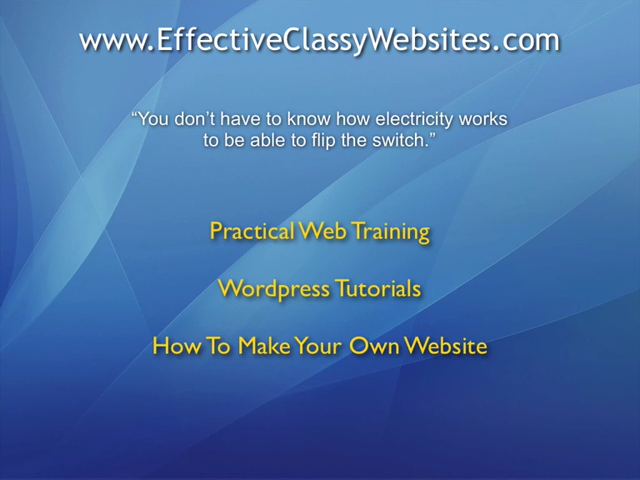 www.EffectiveClassyWebsites.com
“You don’t have to know how electricity works
to be able to flip the switch.”
Practical Web Training
Wordpress Tutorials
How To Make Your Own Website